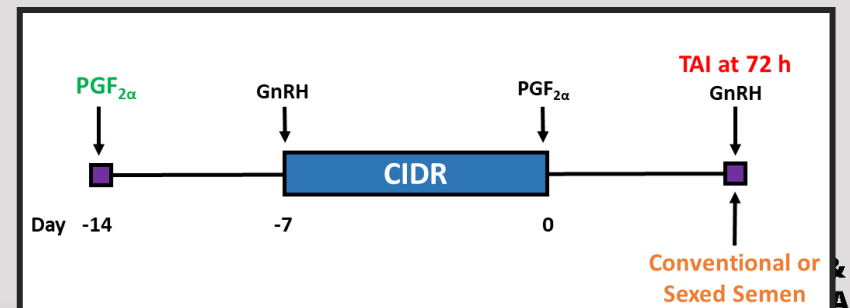 TAI at 72 h
PGF2α
GnRH
PGF2α
GnRH
CIDR
Day -14
-7
0
Conventional or
Sexed Semen
&
A